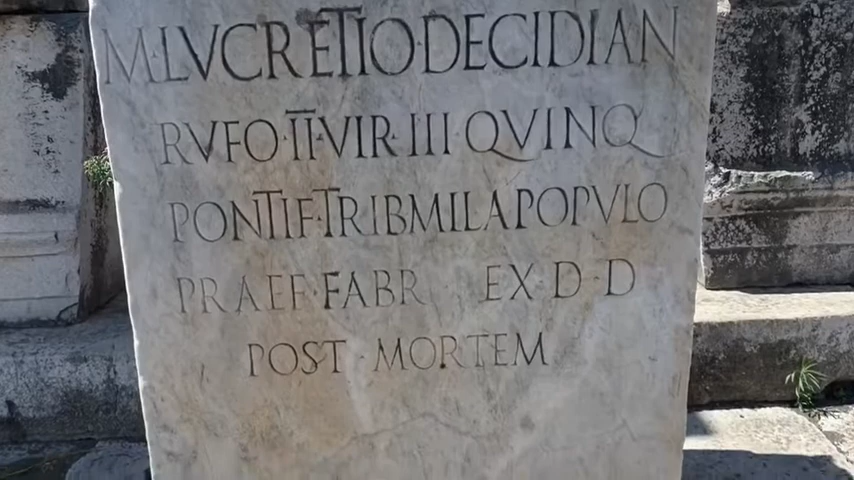 M·LVCRETIO·DECIDIAN
RVFO·II·VIR·III·QVINQ
PONTIF·TRIB·MIL·A·POPVLO
PRAEF·FABR EX·D·D
POST·MORTEM